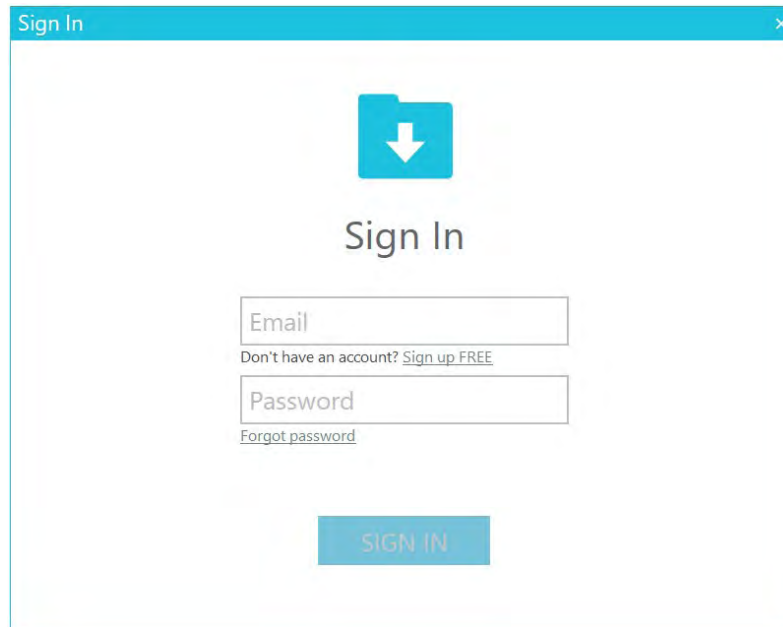 Sign In
Sign In
Email
Don't have an account? Sign up FREE
Password
Forgot password
SIGN IN